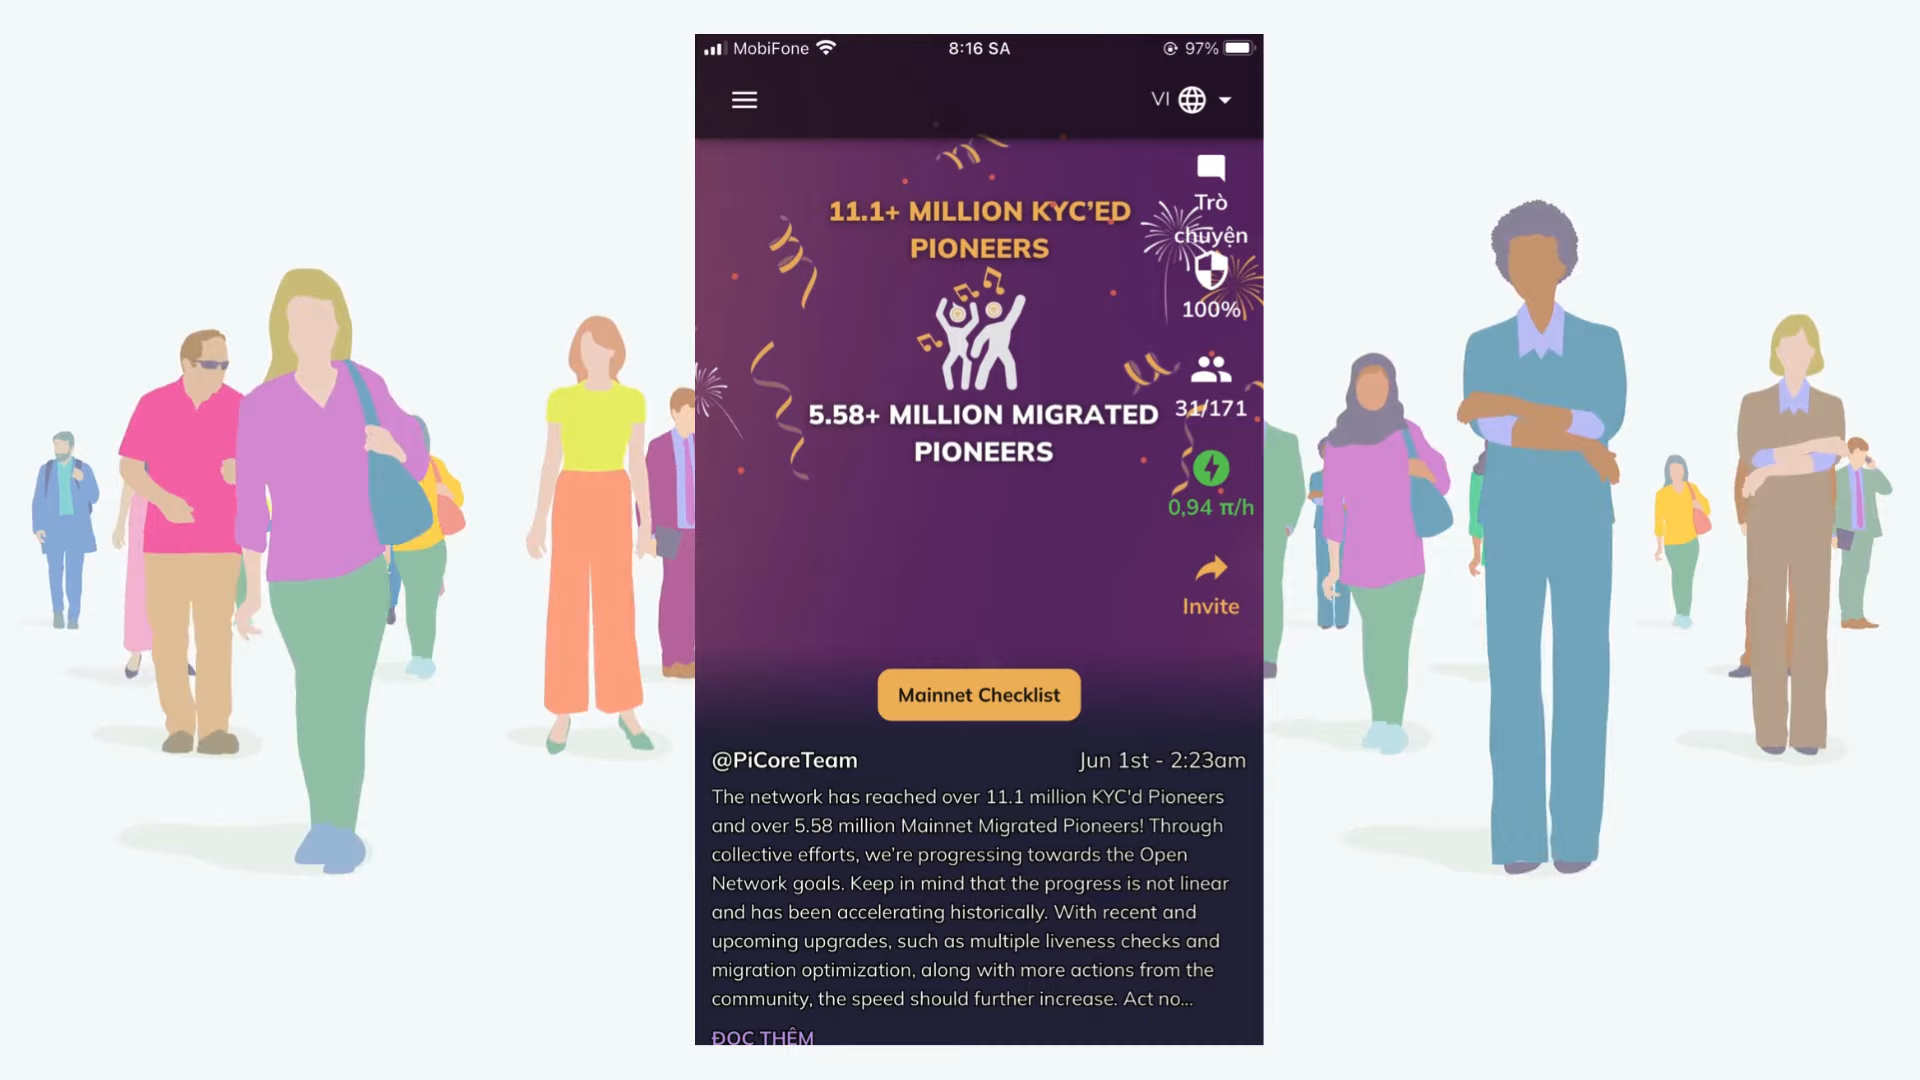 MobiFone
8:16 SA
97%
VI
Trò
chuyện
11.1+ MILLION KYC’ED
PIONEERS
100%
31/171
5.58+ MILLION MIGRATED
PIONEERS
0,94 π/h
Invite
Mainnet Checklist
@PiCoreTeam
Jun 1st - 2:23am
The network has reached over 11.1 million KYC'd Pioneers
and over 5.58 million Mainnet Migrated Pioneers! Through
collective efforts, we're progressing towards the Open
Network goals. Keep in mind that the progress is not linear
and has been accelerating historically. With recent and
upcoming upgrades, such as multiple liveness checks and
migration optimization, along with more actions from the
community, the speed should further increase. Act no...
ĐỌC THÊM